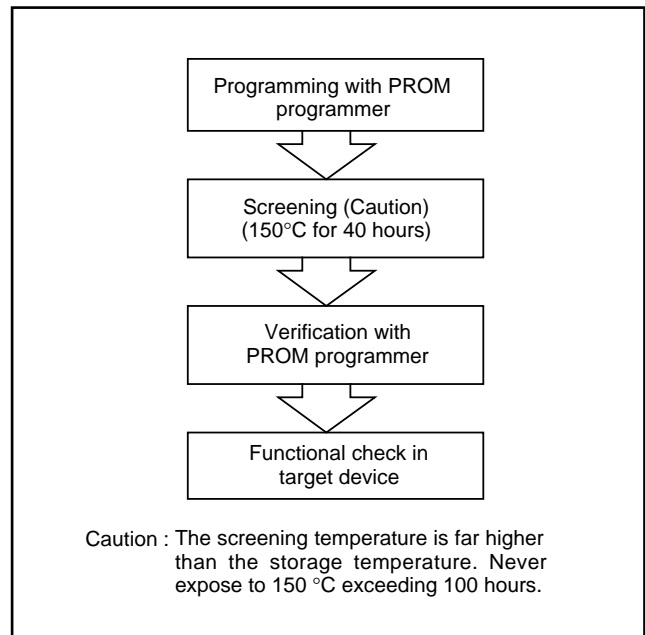 Programming with PROM
programmer
Screening (Caution)
(150°C for 40 hours)
Verification with
PROM programmer
Functional check in
target device
Caution : The screening temperature is far higher
than the storage temperature. Never
expose to 150 °C exceeding 100 hours.